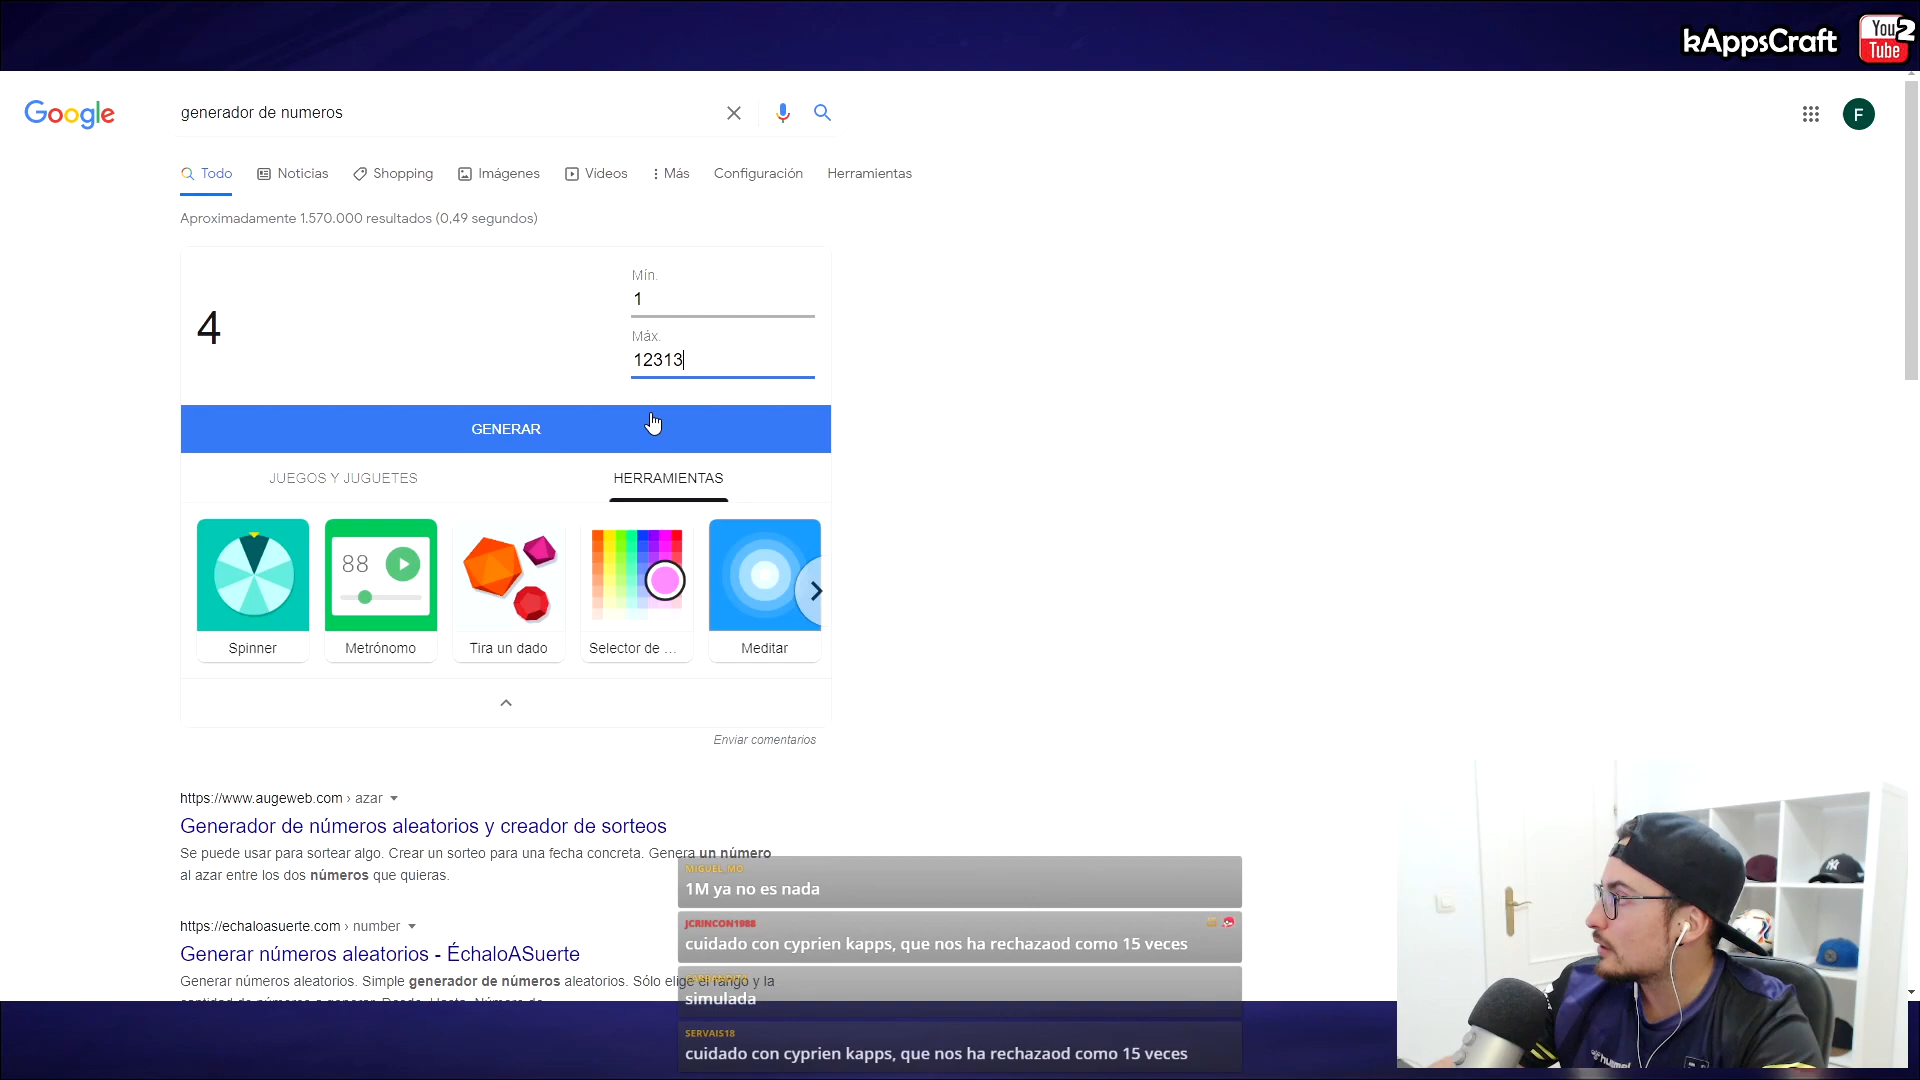 kAppsCraft
You Tube 2
Google
generador de numeros
F
Todo
Noticias
Shopping
Imágenes
Vídeos
Más
Configuración
Herramientas
Aproximadamente 1.570.000 resultados (0,49 segundos)
4
Mín.
1
Máx.
12313
GENERAR
JUEGOS Y JUGUETES
HERRAMIENTAS
88
Spinner
Metrónomo
Tira un dado
Selector de ...
Meditar
Enviar comentarios
https://www.augeweb.com › azar
Generador de números aleatorios y creador de sorteos
Se puede usar para sortear algo. Crear un sorteo para una fecha concreta. Genera un número
al azar entre los dos números que quieras.
https://echaloasuerte.com › number
Generar números aleatorios - ÉchaloASuerte
Generar números aleatorios. Simple generador de números aleatorios. Sólo elige el rango y la
MIGUEL_MO
1M ya no es nada
JCRINCON1988
cuidado con cyprien kapps, que nos ha rechazaod como 15 veces
simulada
SERVAIS18
cuidado con cyprien kapps, que nos ha rechazaod como 15 veces
hummel